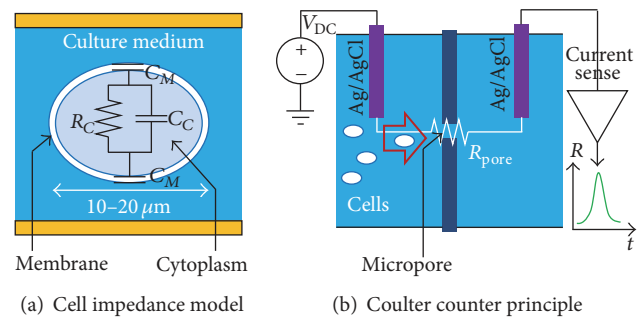 Culture medium
C_M
R_C
C_C
C_M
10–20 μm
Membrane
Cytoplasm
(a) Cell impedance model
V_DC
+
−
Ag/AgCl
Ag/AgCl
Current
sense
R_pore
Cells
R
t
Micropore
(b) Coulter counter principle